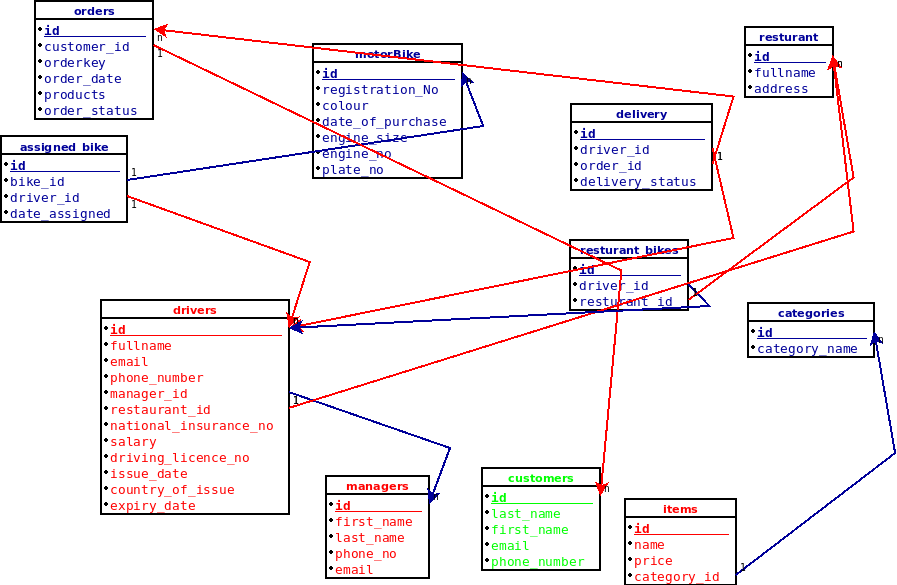 orders
id
customer_id
orderkey
order_date
products
order_status
n
1
motorBike
id
registration_No
colour
date_of_purchase
engine_size
engine_no
plate_no
resturant
id
fullname
address
n
delivery
id
driver_id
order_id
delivery_status
1
assigned_bike
id
bike_id
driver_id
date_assigned
1
1
resturant_bikes
id
driver_id
resturant_id
1
drivers
id
fullname
email
phone_number
manager_id
restaurant_id
national_insurance_no
salary
driving_licence_no
issue_date
country_of_issue
expiry_date
n
1
categories
id
category_name
n
managers
id
first_name
last_name
phone_no
email
n
customers
id
last_name
first_name
email
phone_number
n
items
id
name
price
category_id
1